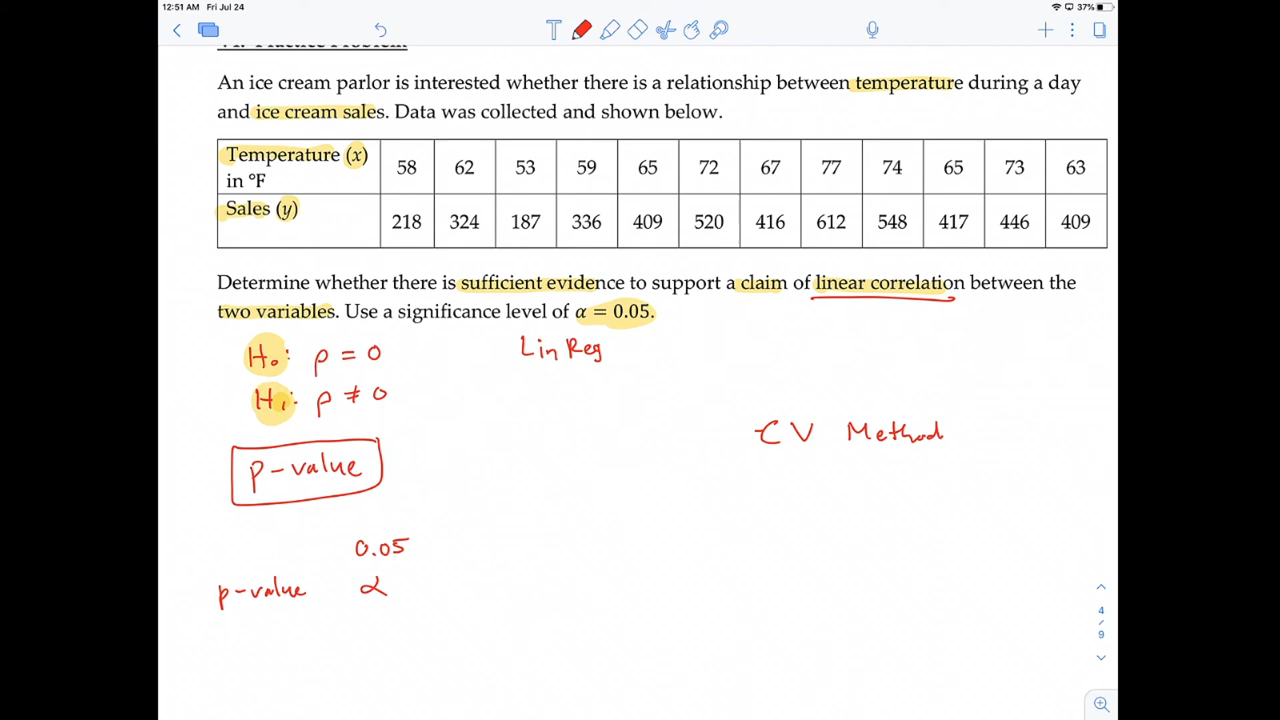 12:51 AM Fri Jul 24
37%
Practice Problem
An ice cream parlor is interested whether there is a relationship between temperature during a day
and ice cream sales. Data was collected and shown below.
Temperature (x) in °F 58 62 53 59 65 72 67 77 74 65 73 63
Sales (y) 218 324 187 336 409 520 416 612 548 417 446 409
Determine whether there is sufficient evidence to support a claim of linear correlation between the
two variables. Use a significance level of α = 0.05.
H₀: ρ = 0
LinReg
H₁: ρ ≠ 0
CV Method
p-value
0.05
p-value α
4
/
9